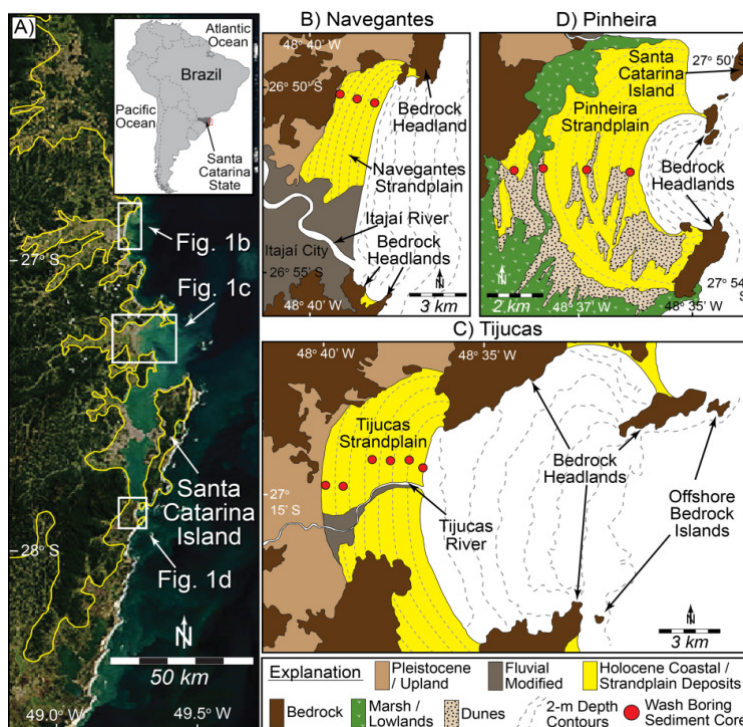 A)
Atlantic
Ocean
Brazil
Pacific
Ocean
Santa
Catarina
State
27° S
Fig. 1b
Fig. 1c
Santa
Catarina
Island
28° S
Fig. 1d
N
50 km
49.0° W
49.5° W
B) Navegantes
48° 40' W
26° 50' S
Bedrock
Headland
Navegantes
Strandplain
Itajaí River
Itajaí City
Bedrock
Headlands
26° 55' S
48° 40' W
N
3 km
D) Pinheira
Santa
Catarina
Island
27° 50' S
Pinheira
Strandplain
Bedrock
Headlands
N
2 km
48° 37' W
48° 35' W
27° 54'
S
C) Tijucas
48° 40' W
48° 35' W
Tijucas
Strandplain
27°
15' S
Tijucas
River
Bedrock
Headlands
Offshore
Bedrock
Islands
N
3 km
Explanation
Pleistocene
/ Upland
Fluvial
Modified
Holocene Coastal /
Strandplain Deposits
Bedrock
Marsh /
Lowlands
Dunes
2-m Depth
Contours
Wash Boring
Sediment Cor